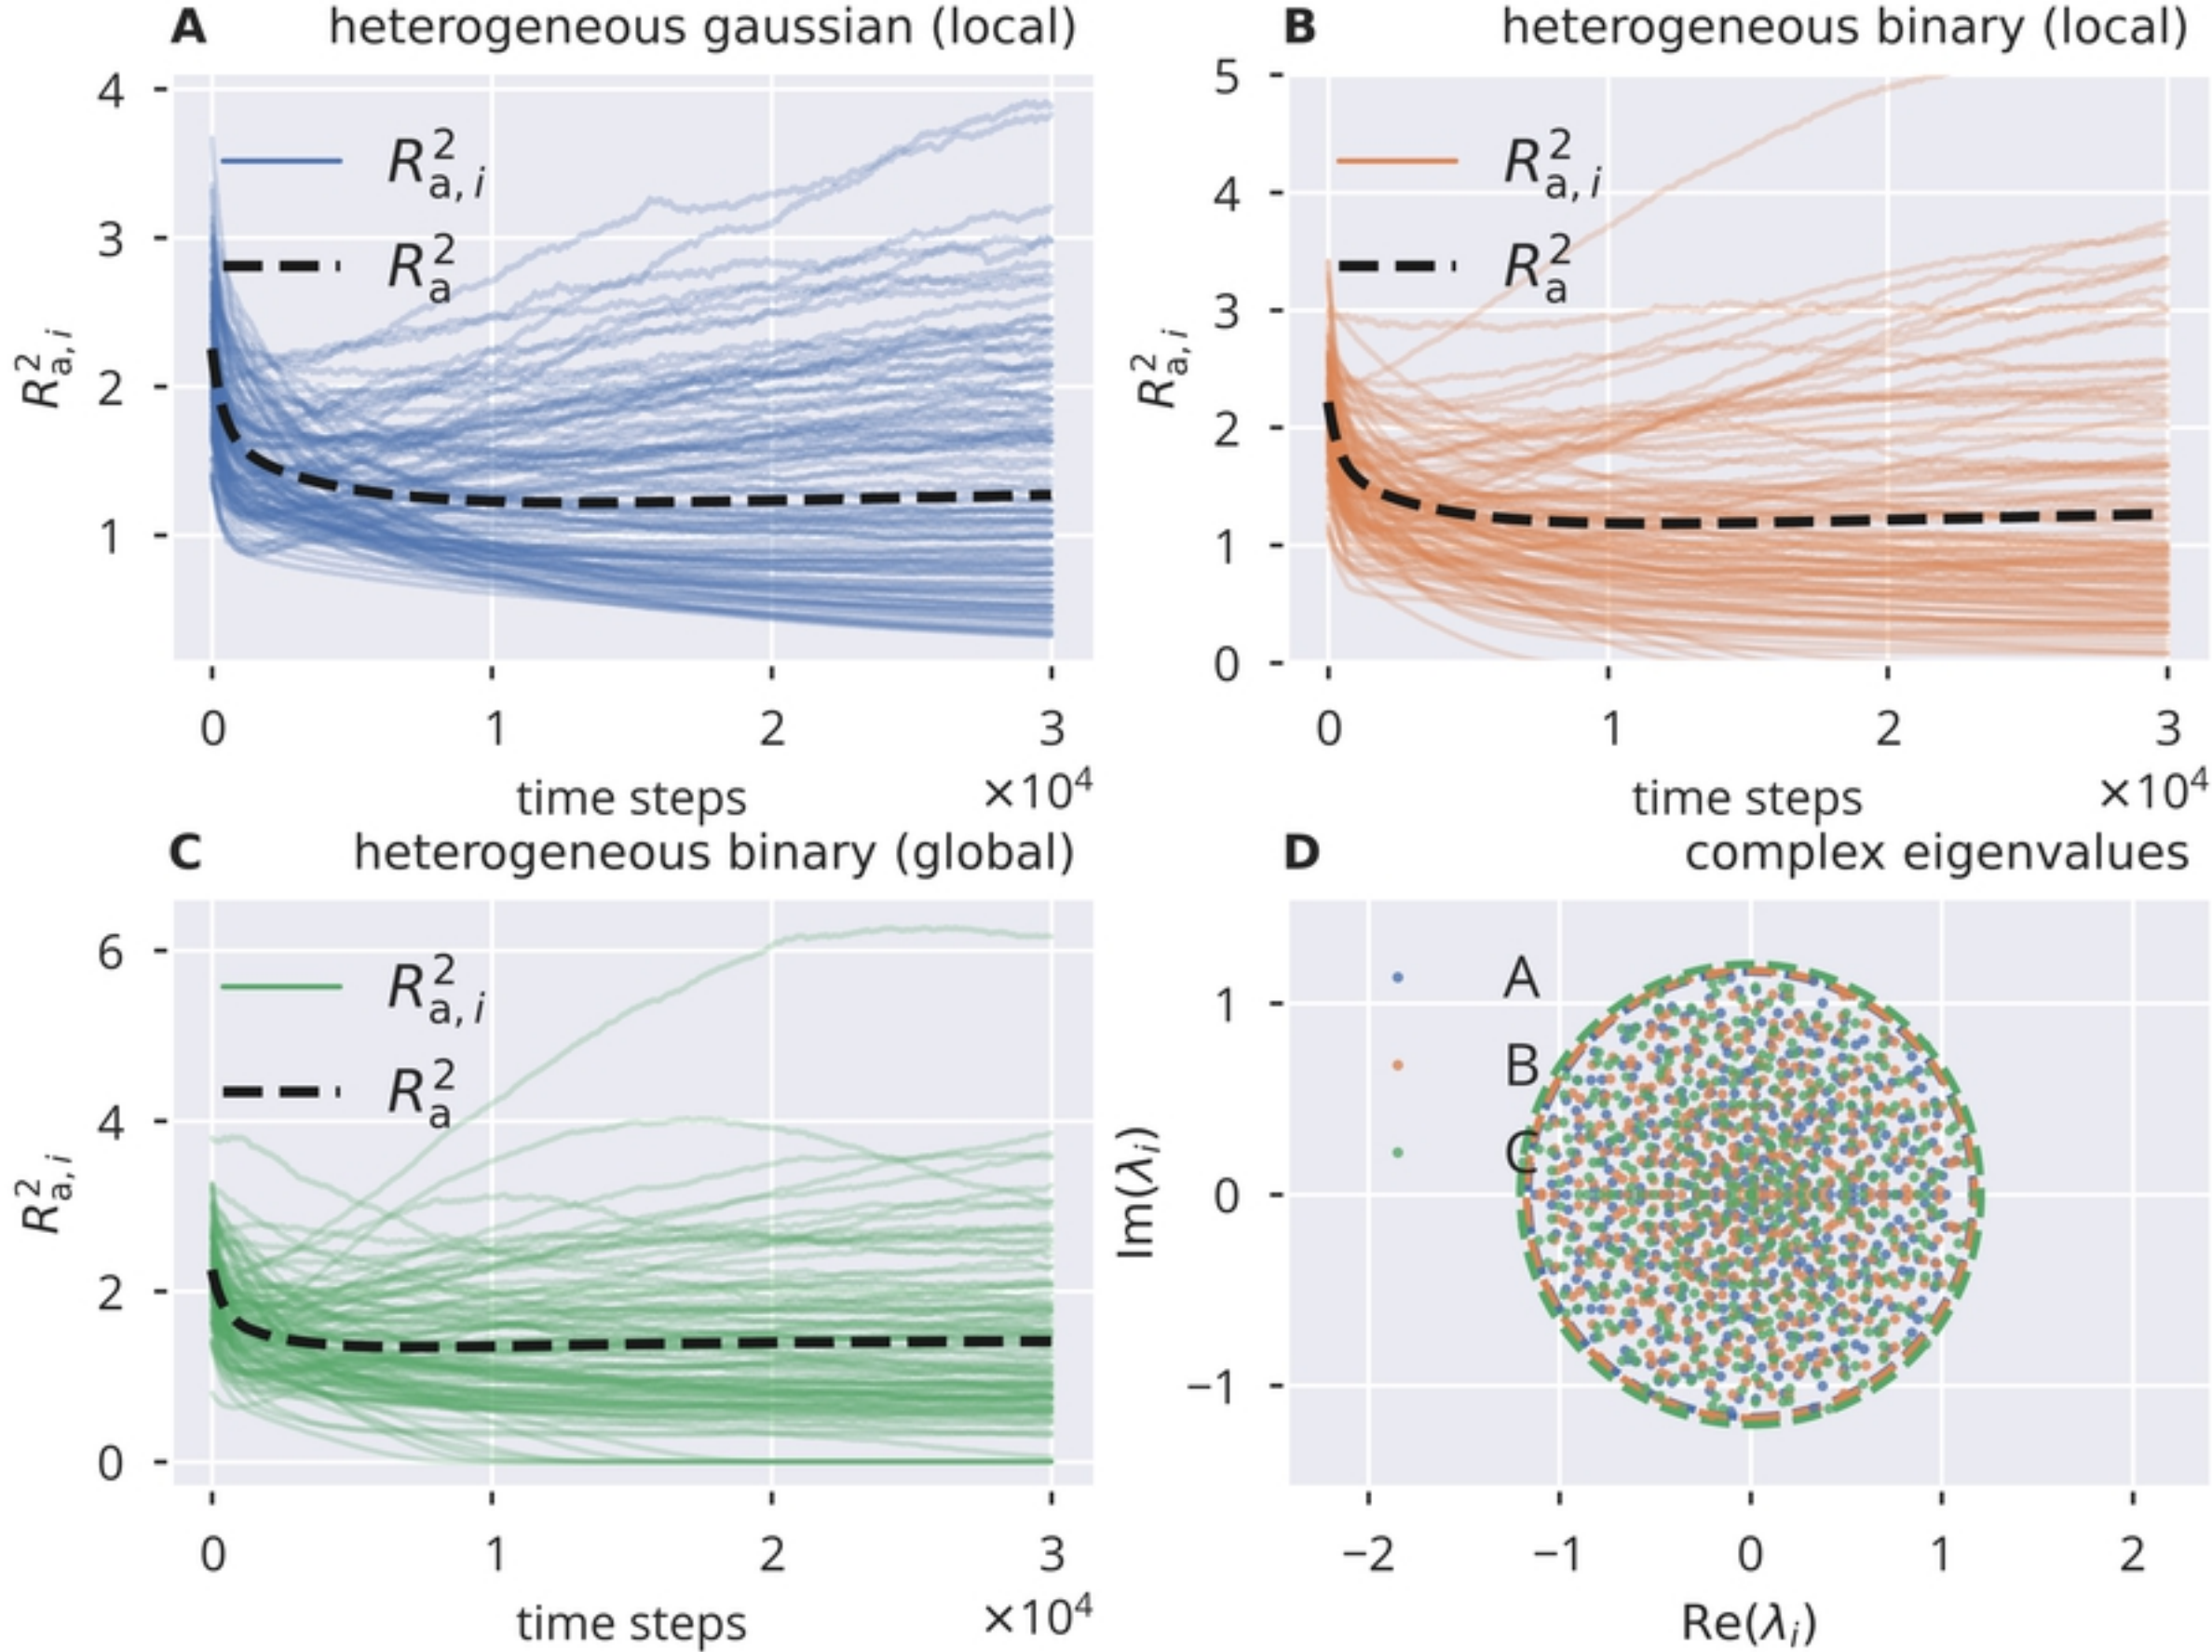 A heterogeneous gaussian (local)
4
3
2
1
R²a,i
R²a,i
R²a
0 1 2 3
×10⁴
time steps
B heterogeneous binary (local)
5
4
3
2
1
0
R²a,i
R²a,i
R²a
0 1 2 3
×10⁴
time steps
C heterogeneous binary (global)
6
4
2
0
R²a,i
R²a,i
R²a
0 1 2 3
×10⁴
time steps
D complex eigenvalues
1
0
−1
Im(λi)
A
B
C
−2 −1 0 1 2
Re(λi)